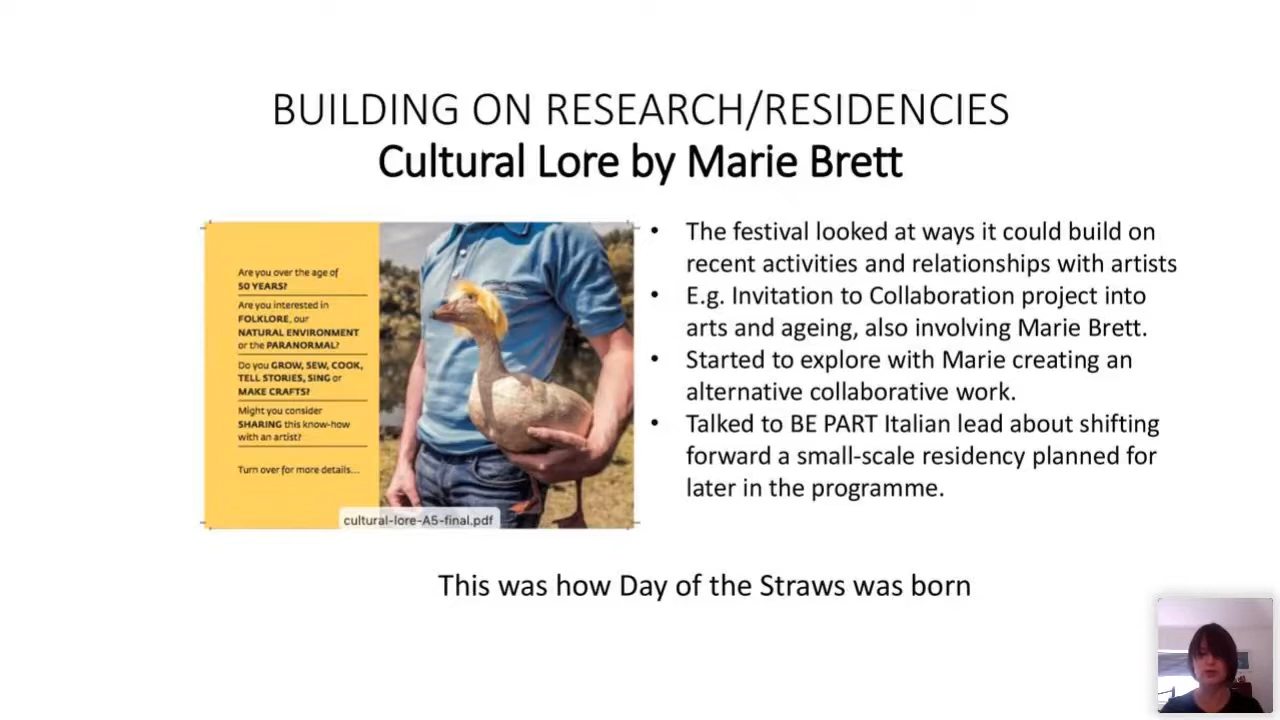 BUILDING ON RESEARCH/RESIDENCIES
Cultural Lore by Marie Brett
Are you over the age of
50 YEARS?
Are you interested in
FOLKLORE, our
NATURAL ENVIRONMENT
or the PARANORMAL?
Do you GROW, SEW, COOK,
TELL STORIES, SING or
MAKE CRAFTS?
Might you consider
SHARING this know-how
with an artist?
Turn over for more details...
cultural-lore-A5-final.pdf
• The festival looked at ways it could build on
recent activities and relationships with artists
• E.g. Invitation to Collaboration project into
arts and ageing, also involving Marie Brett.
• Started to explore with Marie creating an
alternative collaborative work.
• Talked to BE PART Italian lead about shifting
forward a small-scale residency planned for
later in the programme.
This was how Day of the Straws was born